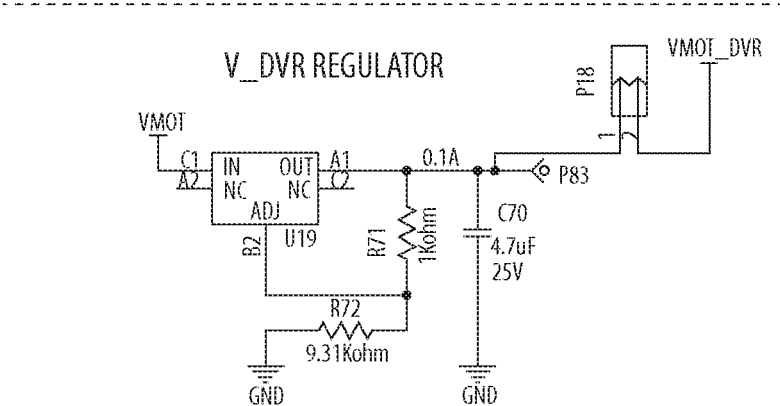 V_DVR REGULATOR
P18
VMOT_DVR
1
VMOT
C1 IN OUT A1 0.1A
A2 NC NC C2
P83
ADJ
B2
U19
R71
1Kohm
C70
4.7uF
25V
R72
9.31Kohm
GND
GND